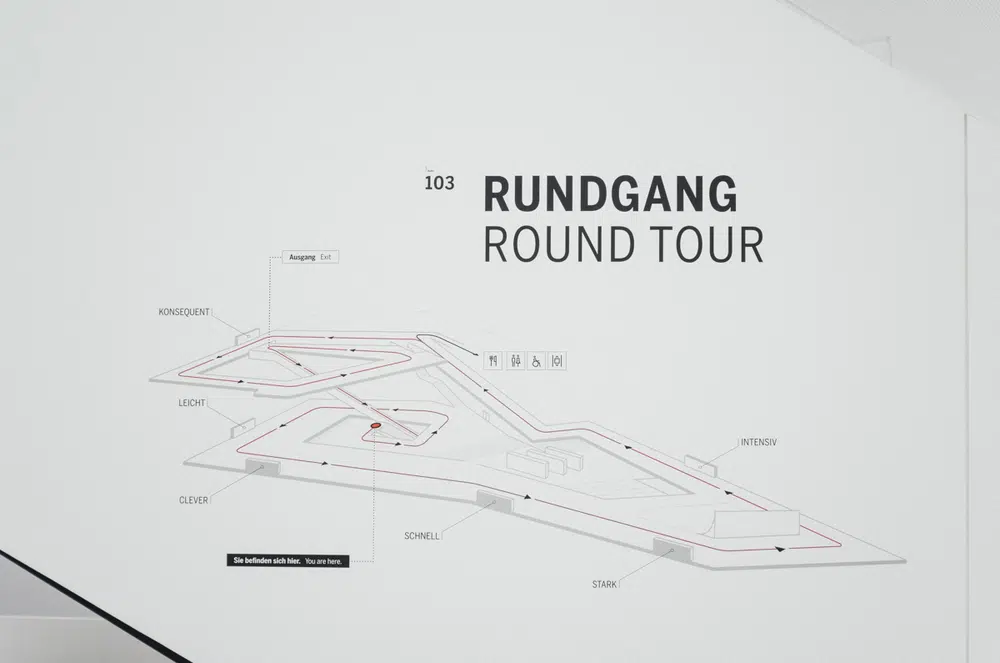 103
RUNDGANG
ROUND TOUR
Ausgang Exit
KONSEQUENT
LEICHT
INTENSIV
CLEVER
SCHNELL
Sie befinden sich hier. You are here.
STARK